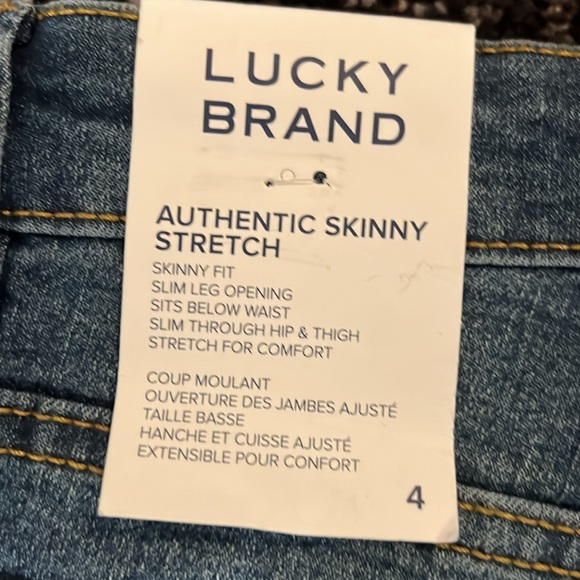 LUCKY
BRAND
AUTHENTIC SKINNY
STRETCH
SKINNY FIT
SLIM LEG OPENING
SITS BELOW WAIST
SLIM THROUGH HIP & THIGH
STRETCH FOR COMFORT
COUP MOULANT
OUVERTURE DES JAMBES AJUSTÉ
TAILLE BASSE
HANCHE ET CUISSE AJUSTÉ
EXTENSIBLE POUR CONFORT
4